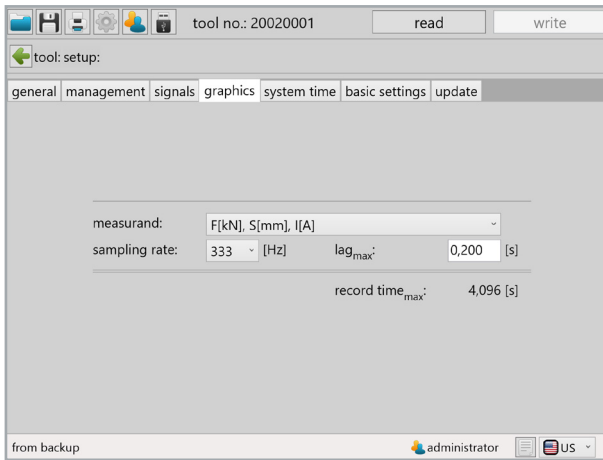 tool no.: 20020001 read write
tool: setup:
general management signals graphics system time basic settings update
measurand: F[kN], S[mm], I[A]
sampling rate: 333 [Hz] lagmax: 0,200 [s]
record timemax: 4,096 [s]
from backup administrator US